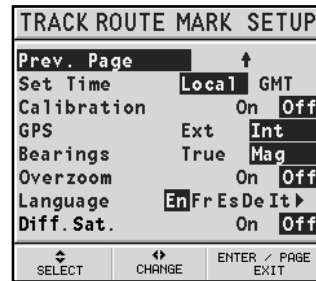 TRACK ROUTE MARK SETUP
Prev. Page
Set Time Local GMT
Calibration On Off
GPS Ext Int
Bearings True Mag
Overzoom On Off
Language En Fr Es De It
Diff. Sat. On Off
SELECT CHANGE ENTER / PAGE
EXIT